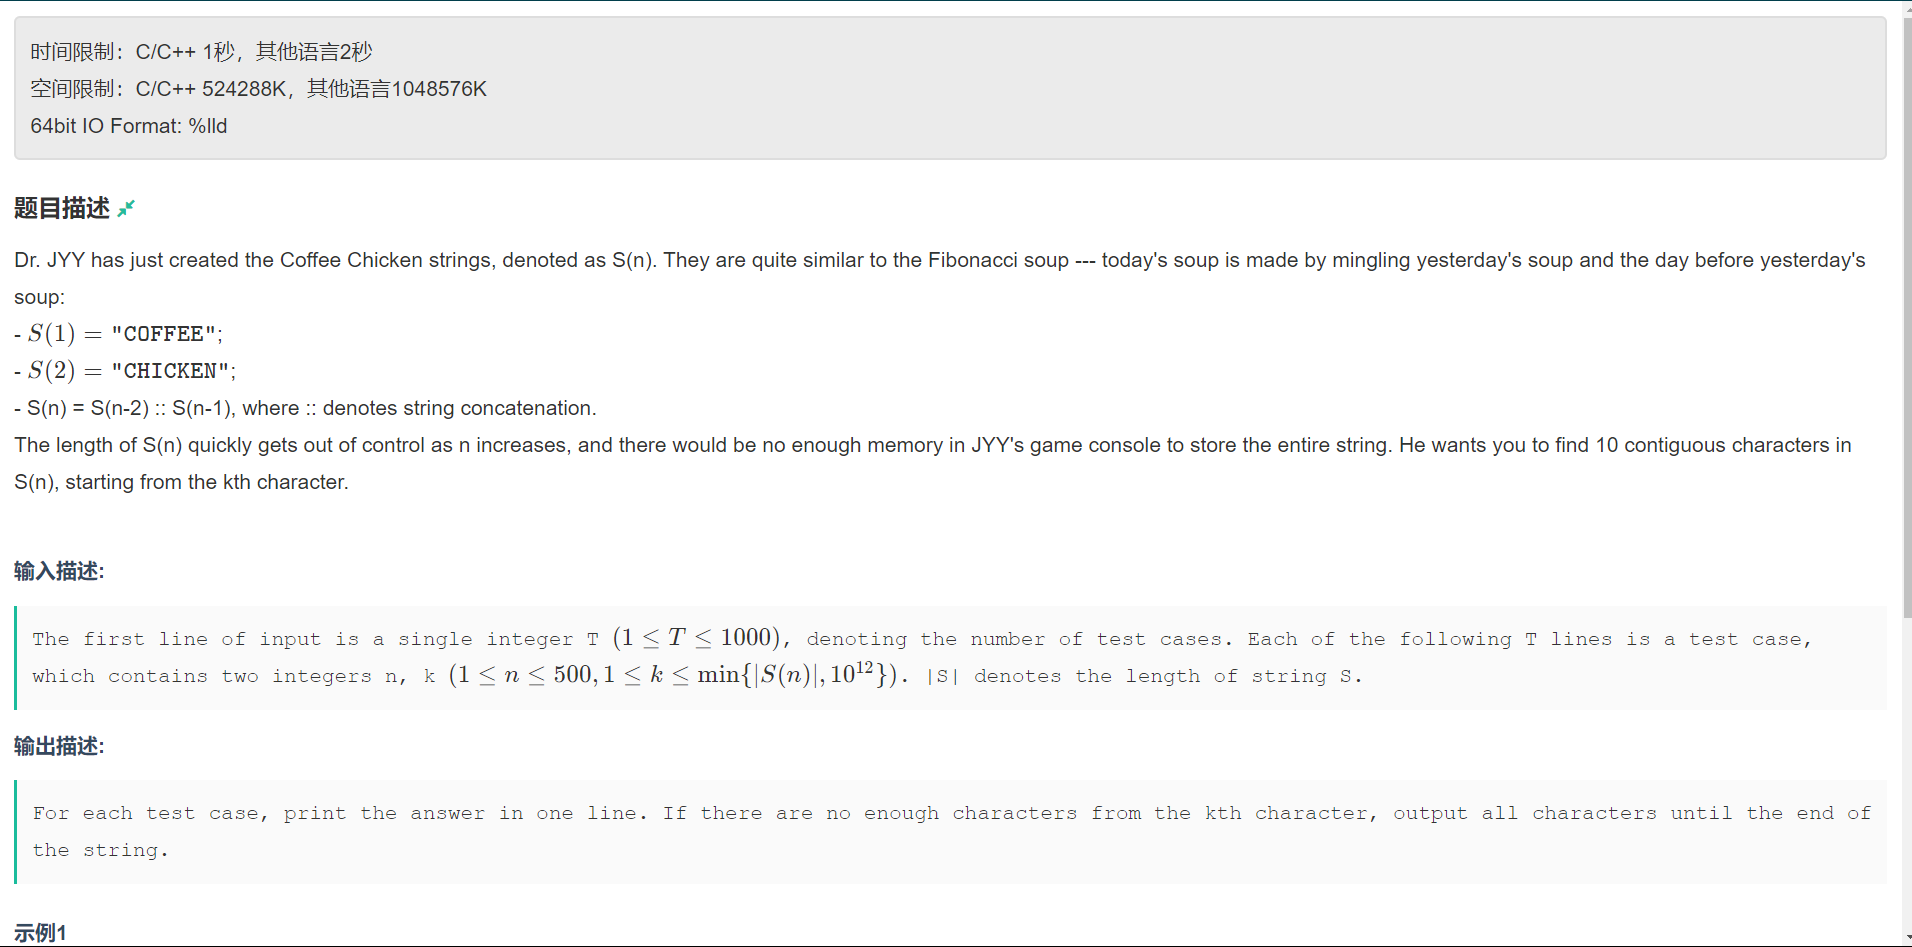 时间限制：C/C++ 1秒，其他语言2秒
空间限制：C/C++ 524288K，其他语言1048576K
64bit IO Format: %lld
题目描述
Dr. JYY has just created the Coffee Chicken strings, denoted as S(n). They are quite similar to the Fibonacci soup --- today's soup is made by mingling yesterday's soup and the day before yesterday's
soup:
- S(1) = "COFFEE";
- S(2) = "CHICKEN";
- S(n) = S(n-2) :: S(n-1), where :: denotes string concatenation.
The length of S(n) quickly gets out of control as n increases, and there would be no enough memory in JYY's game console to store the entire string. He wants you to find 10 contiguous characters in
S(n), starting from the kth character.
输入描述:
The first line of input is a single integer T (1 ≤ T ≤ 1000), denoting the number of test cases. Each of the following T lines is a test case,
which contains two integers n, k (1 ≤ n ≤ 500, 1 ≤ k ≤ min{|S(n)|, 10¹²}). |S| denotes the length of string S.
输出描述:
For each test case, print the answer in one line. If there are no enough characters from the kth character, output all characters until the end of
the string.
示例1